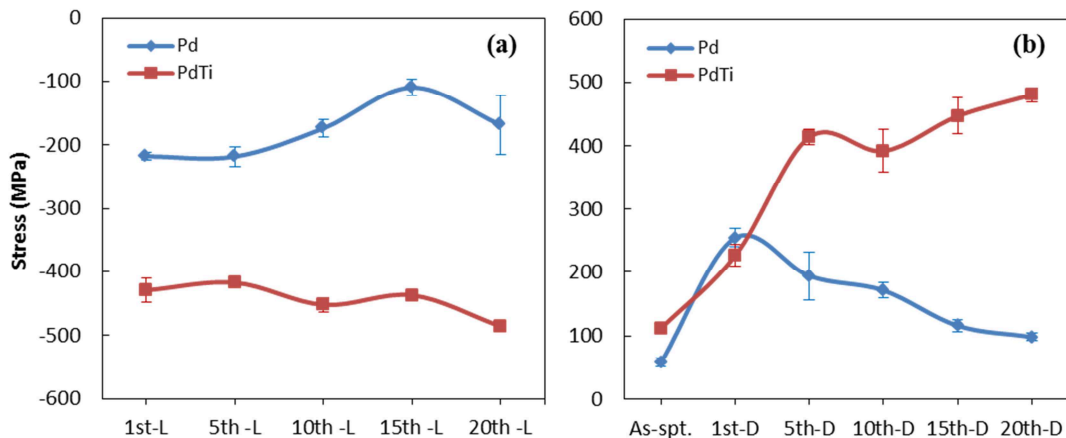 0
-100
-200
-300
-400
-500
-600
Stress (MPa)
Pd
PdTi
(a)
1st-L 5th -L 10th -L 15th -L 20th -L
600
500
400
300
200
100
0
Pd
PdTi
(b)
As-spt. 1st-D 5th-D 10th-D 15th-D 20th-D